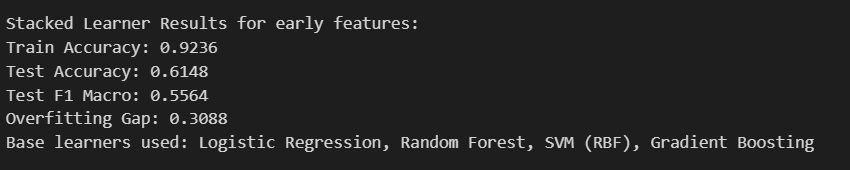 Stacked Learner Results for early features:
Train Accuracy: 0.9236
Test Accuracy: 0.6148
Test F1 Macro: 0.5564
Overfitting Gap: 0.3088
Base learners used: Logistic Regression, Random Forest, SVM (RBF), Gradient Boosting